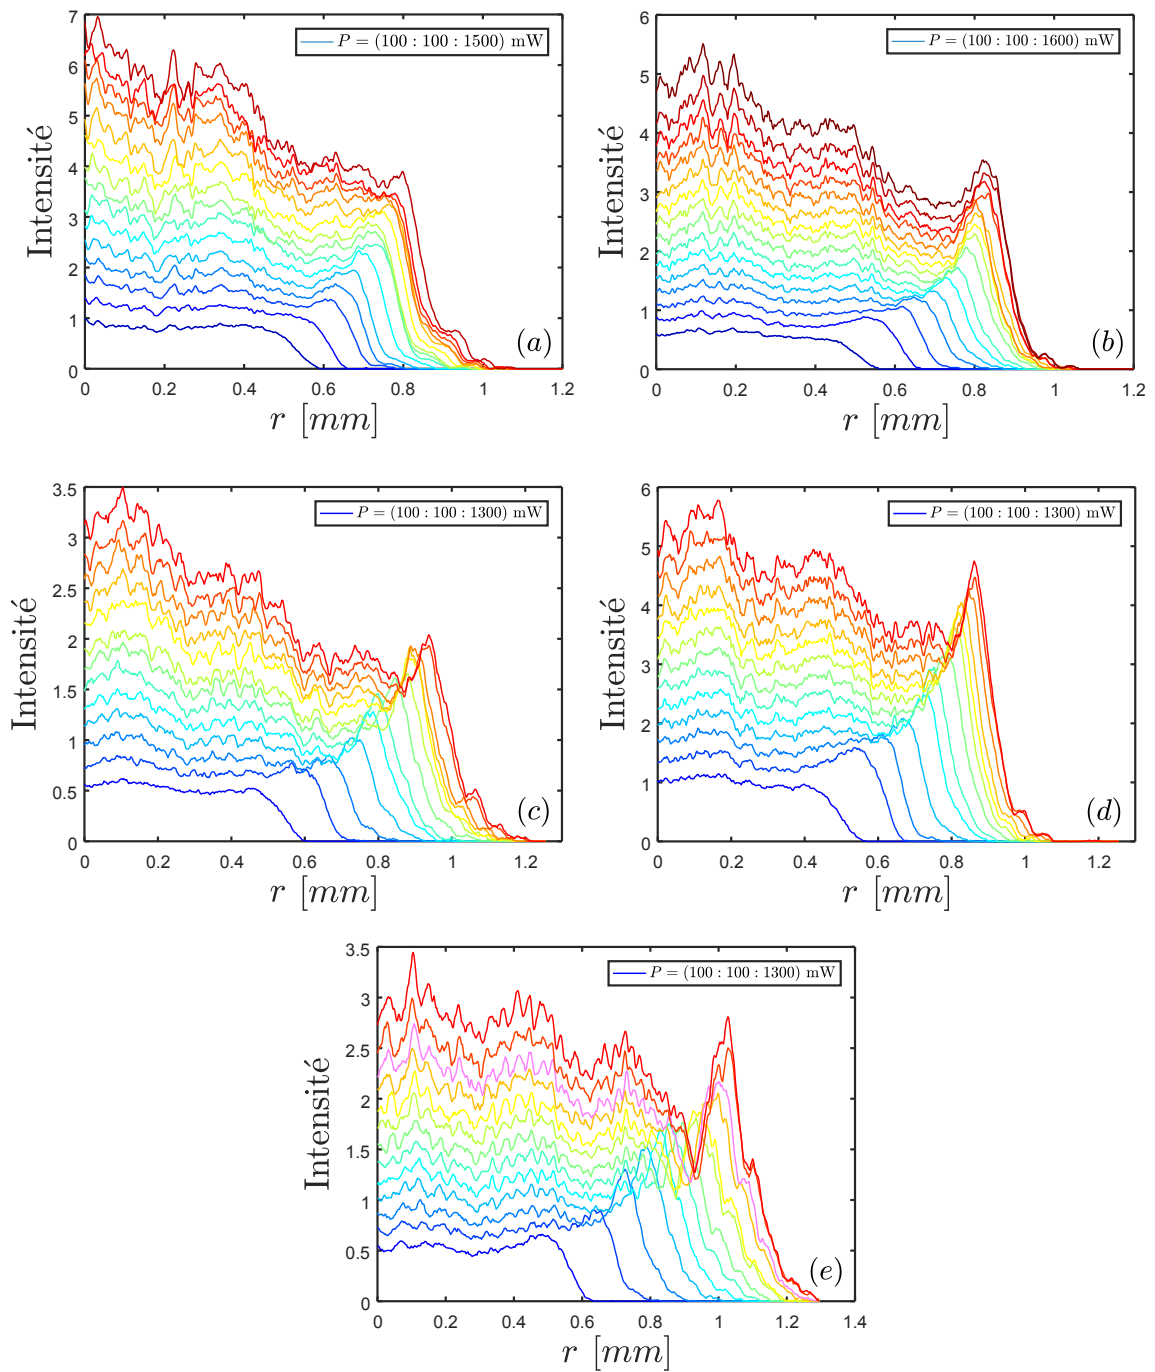 7
6
5
4
3
2
1
0
Intensité
P = (100 : 100 : 1500) mW
(a)
0 0.2 0.4 0.6 0.8 1 1.2
r [mm]
6
5
4
3
2
1
0
Intensité
P = (100 : 100 : 1600) mW
(b)
0 0.2 0.4 0.6 0.8 1 1.2
r [mm]
3.5
3
2.5
2
1.5
1
0.5
0
Intensité
P = (100 : 100 : 1300) mW
(c)
0 0.2 0.4 0.6 0.8 1 1.2
r [mm]
6
5
4
3
2
1
0
Intensité
P = (100 : 100 : 1300) mW
(d)
0 0.2 0.4 0.6 0.8 1 1.2
r [mm]
3.5
3
2.5
2
1.5
1
0.5
0
Intensité
P = (100 : 100 : 1300) mW
(e)
0 0.2 0.4 0.6 0.8 1 1.2 1.4
r [mm]